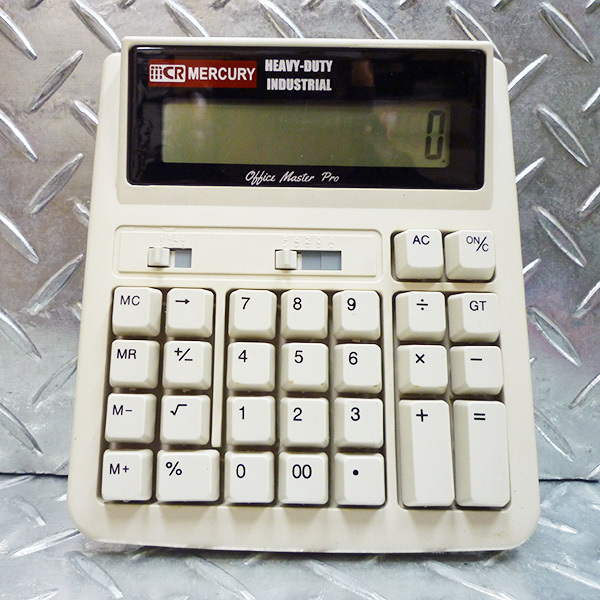 CR MERCURY HEAVY-DUTY
INDUSTRIAL
0.
Office Master Pro
AC ON/C
MC → 7 8 9 ÷ GT
MR +/− 4 5 6 × −
M− √ 1 2 3 + =
M+ % 0 00 •